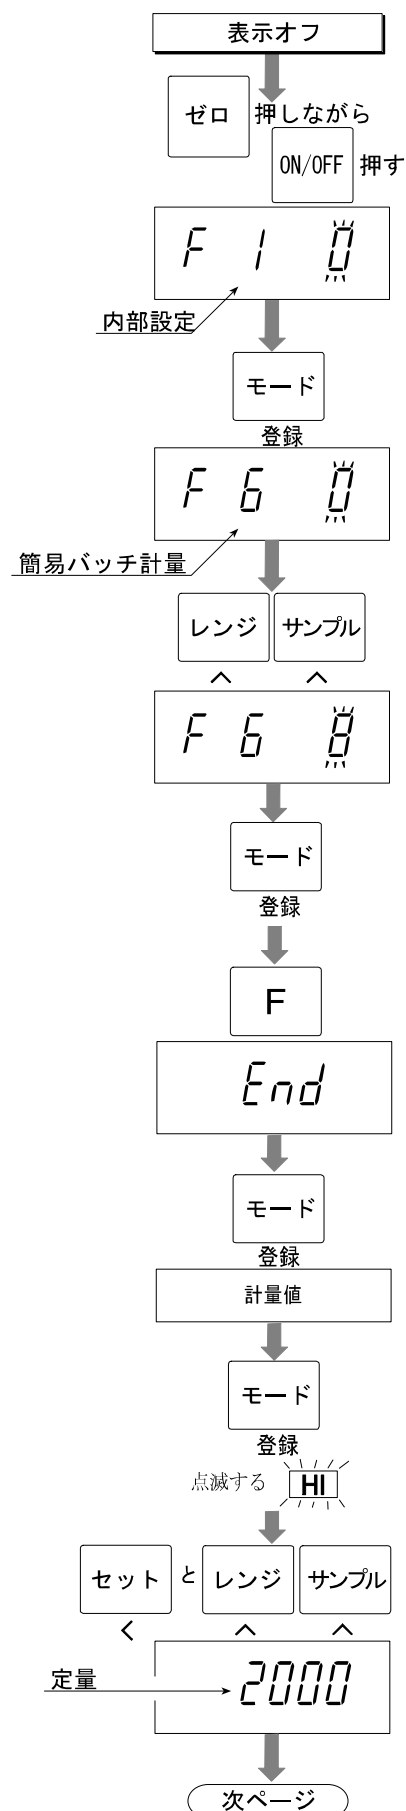 表示オフ
ゼロ 押しながら
ON/OFF 押す
F 1 0
内部設定
モード
登録
F 6 0
簡易バッチ計量
レンジ サンプル
＾ ＾
F 6 8
モード
登録
F
End
モード
登録
計量値
モード
登録
点滅する HI
セット と レンジ サンプル
＜ ＾ ＾
定量 2000
次ページ